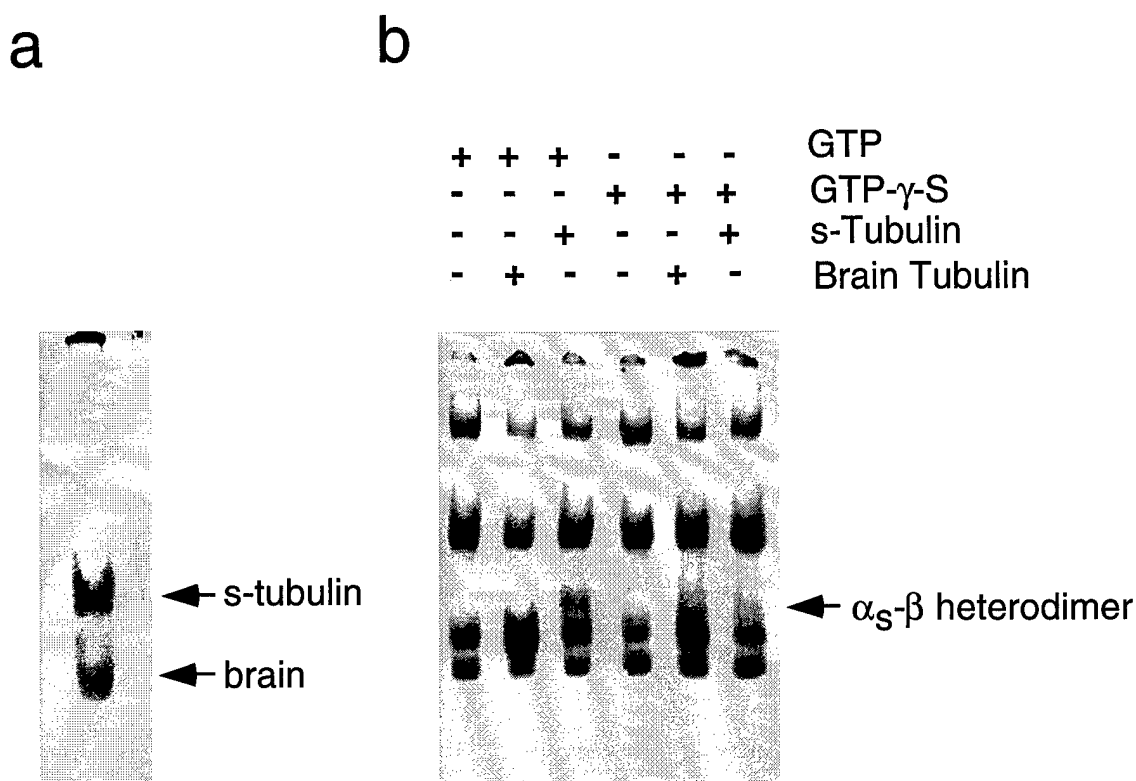 a
b
+ + + - - - GTP
- - - + + + GTP-γ-S
- - + - - + s-Tubulin
- + - - + - Brain Tubulin
s-tubulin
αS-β heterodimer
brain